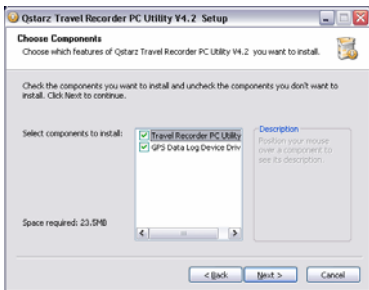 Qstarz Travel Recorder PC Utility V4.2 Setup
Choose Components
Choose which features of Qstarz Travel Recorder PC Utility V4.2 you want to install.
Check the components you want to install and uncheck the components you don't want to
install. Click Next to continue.
Select components to install:
Travel Recorder PC Utility
GPS Data Log Device Driv
Description
Position your mouse
over a component to
see its description.
Space required: 23.5MB
< Back
Next >
Cancel